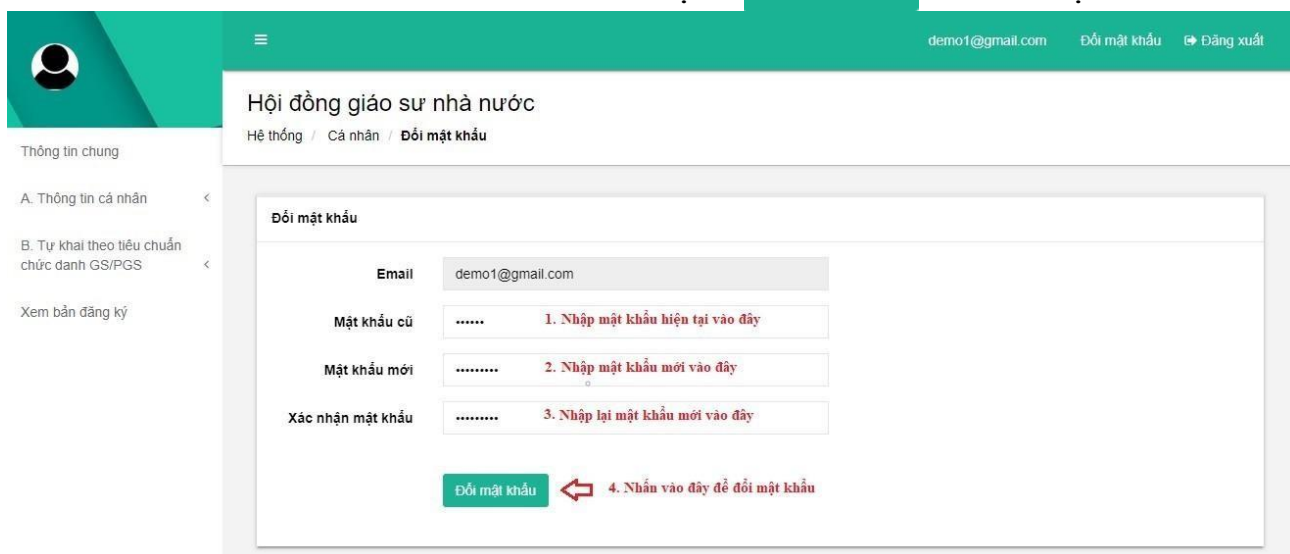 demo1@gmail.com Đổi mật khẩu Đăng xuất
Hội đồng giáo sư nhà nước
Hệ thống / Cá nhân / Đổi mật khẩu
Thông tin chung
A. Thông tin cá nhân
B. Tự khai theo tiêu chuẩn
chức danh GS/PGS
Xem bản đăng ký
Đổi mật khẩu
Email demo1@gmail.com
Mật khẩu cũ •••••• 1. Nhập mật khẩu hiện tại vào đây
Mật khẩu mới ••••••••• 2. Nhập mật khẩu mới vào đây
Xác nhận mật khẩu ••••••••• 3. Nhập lại mật khẩu mới vào đây
Đổi mật khẩu 4. Nhấn vào đây để đổi mật khẩu